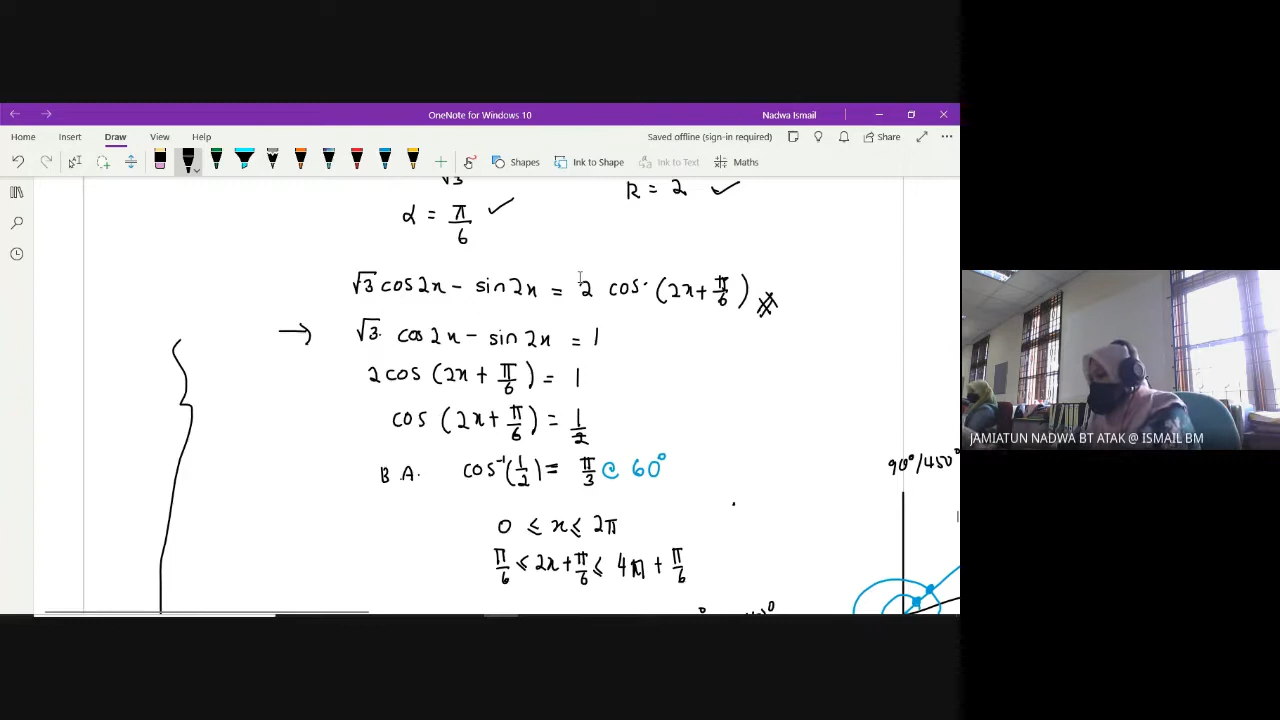 OneNote for Windows 10
Nadwa Ismail
Home Insert Draw View Help
Saved offline (sign-in required)
Share
Shapes
Ink to Shape
Ink to Text
Maths
√3
R = 2 ✓
α = π/6 ✓
√3 cos 2x − sin 2x = 2 cos (2x + π/6)
→ √3 cos 2x − sin 2x = 1
2 cos (2x + π/6) = 1
cos (2x + π/6) = 1/2
B.A. cos⁻¹(1/2) = π/3 @ 60°
0 ≤ x ≤ 2π
π/6 ≤ 2x + π/6 ≤ 4π + π/6
90°/450°
JAMIATUN NADWA BT ATAK @ ISMAIL BM